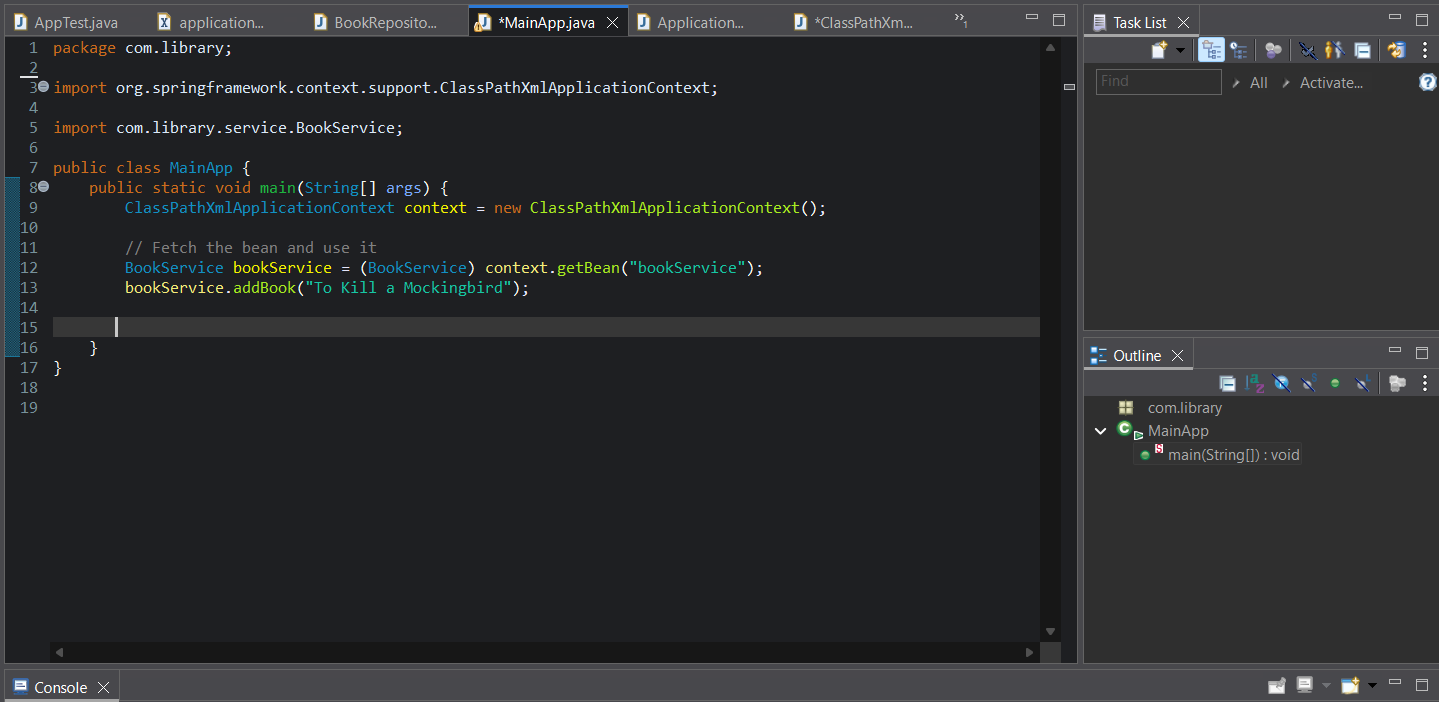 AppTest.java application... BookReposito... *MainApp.java Application... *ClassPathXm... »1
1 package com.library;
2
3 import org.springframework.context.support.ClassPathXmlApplicationContext;
4
5 import com.library.service.BookService;
6
7 public class MainApp {
8 public static void main(String[] args) {
9 ClassPathXmlApplicationContext context = new ClassPathXmlApplicationContext();
10
11 // Fetch the bean and use it
12 BookService bookService = (BookService) context.getBean("bookService");
13 bookService.addBook("To Kill a Mockingbird");
14
15
16 }
17 }
18
19
Task List
Find All Activate...
Outline
com.library
MainApp
main(String[]) : void
Console